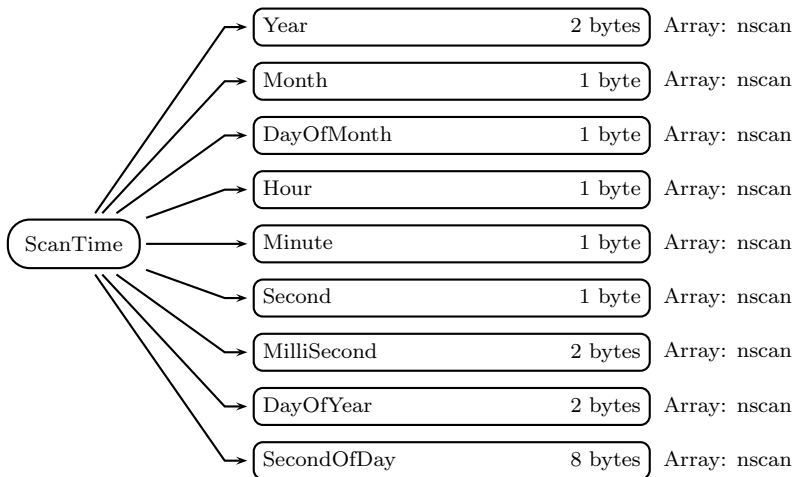 Year 2 bytes Array: nscan
Month 1 byte Array: nscan
DayOfMonth 1 byte Array: nscan
Hour 1 byte Array: nscan
ScanTime Minute 1 byte Array: nscan
Second 1 byte Array: nscan
MilliSecond 2 bytes Array: nscan
DayOfYear 2 bytes Array: nscan
SecondOfDay 8 bytes Array: nscan